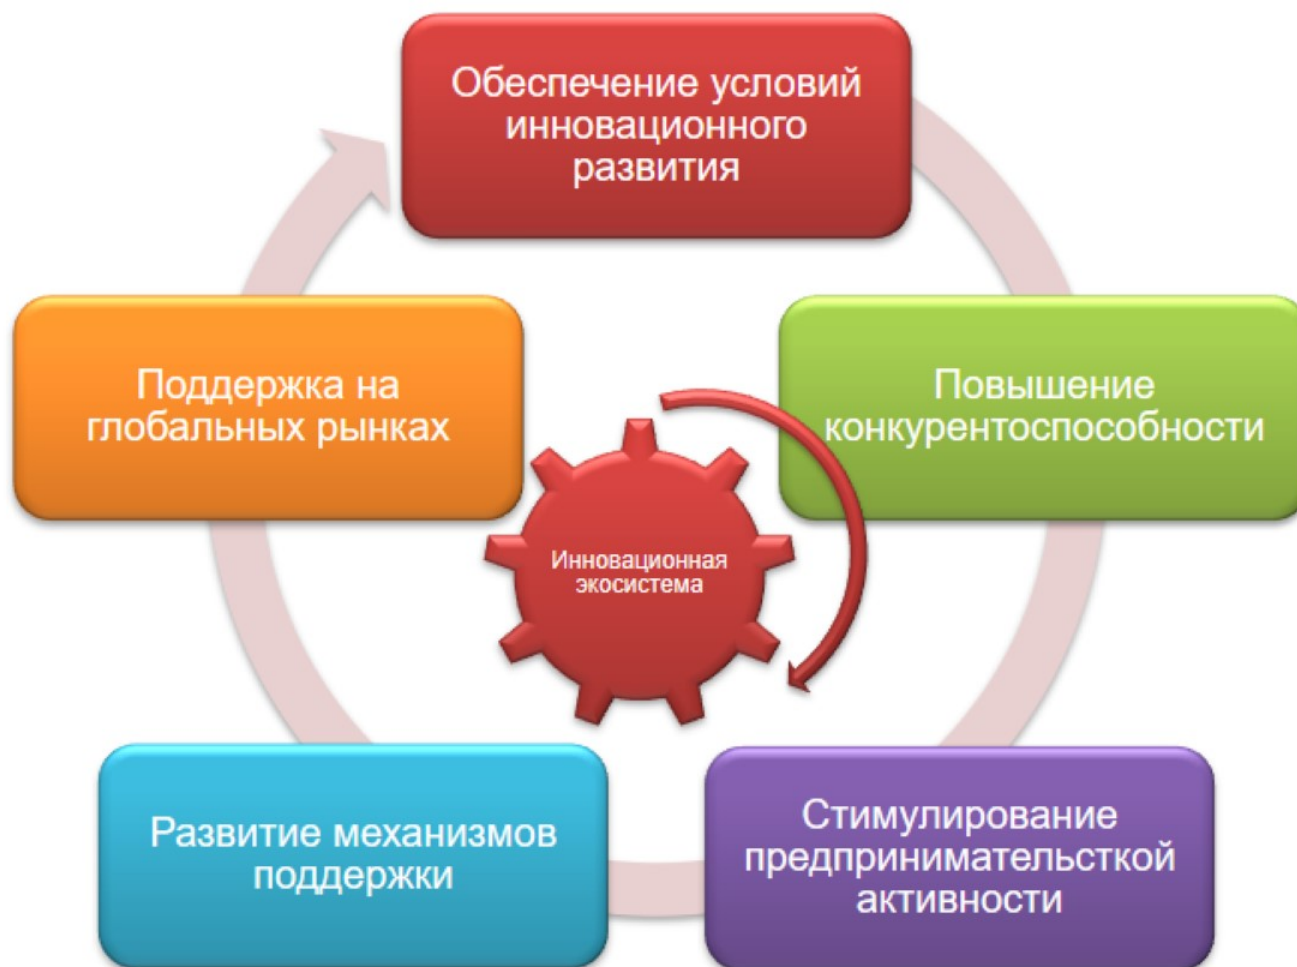 Обеспечение условий
инновационного
развития
Поддержка на
глобальных рынках
Повышение
конкурентоспособности
Инновационная
экосистема
Развитие механизмов
поддержки
Стимулирование
предпринимательсткой
активности